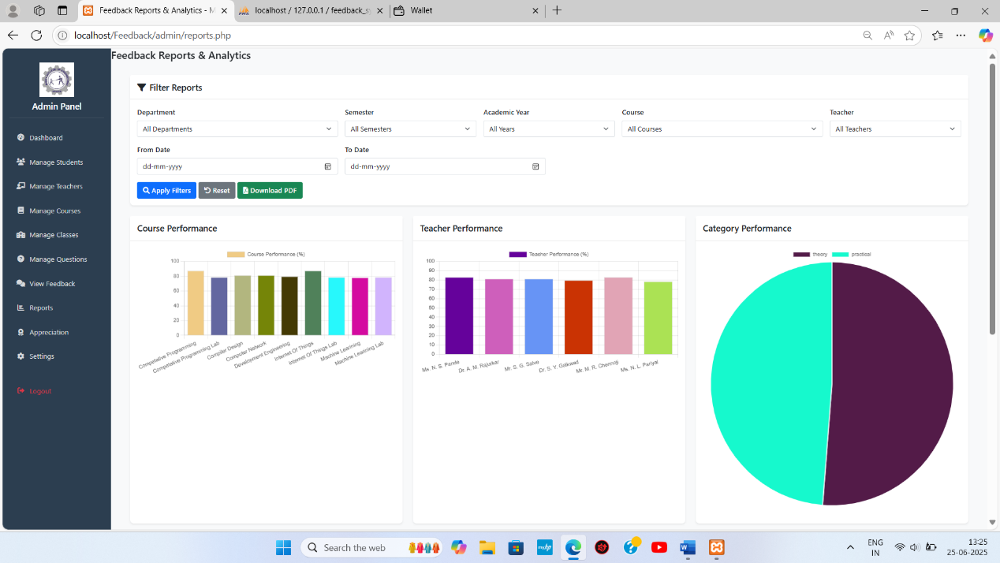 Feedback Reports & Analytics - M
localhost / 127.0.0.1 / feedback_sy
Wallet
localhost/Feedback/admin/reports.php
Admin Panel
Dashboard
Manage Students
Manage Teachers
Manage Courses
Manage Classes
Manage Questions
View Feedback
Reports
Appreciation
Settings
Logout
Feedback Reports & Analytics
Filter Reports
Department
Semester
Academic Year
Course
Teacher
All Departments
All Semesters
All Years
All Courses
All Teachers
From Date
To Date
dd-mm-yyyy
dd-mm-yyyy
Apply Filters
Reset
Download PDF
Course Performance
Course Performance (%)
100
80
60
40
20
0
Competative Programming
Competative Programming Lab
Compiler Design
Computer Network
Development Engineering
Internet Of Things
Internet Of Things Lab
Machine Learning
Machine Learning Lab
Teacher Performance
Teacher Performance (%)
100
90
80
70
60
50
40
30
20
10
0
Ms. N. S. Pande
Dr. A. M. Rajurkar
Mr. S. G. Salve
Dr. S. Y. Gaikwad
Mr. M. R. Chennoji
Ms. N. L. Pariyal
Category Performance
theory
practical
Search the web
ENG
IN
13:25
25-06-2025